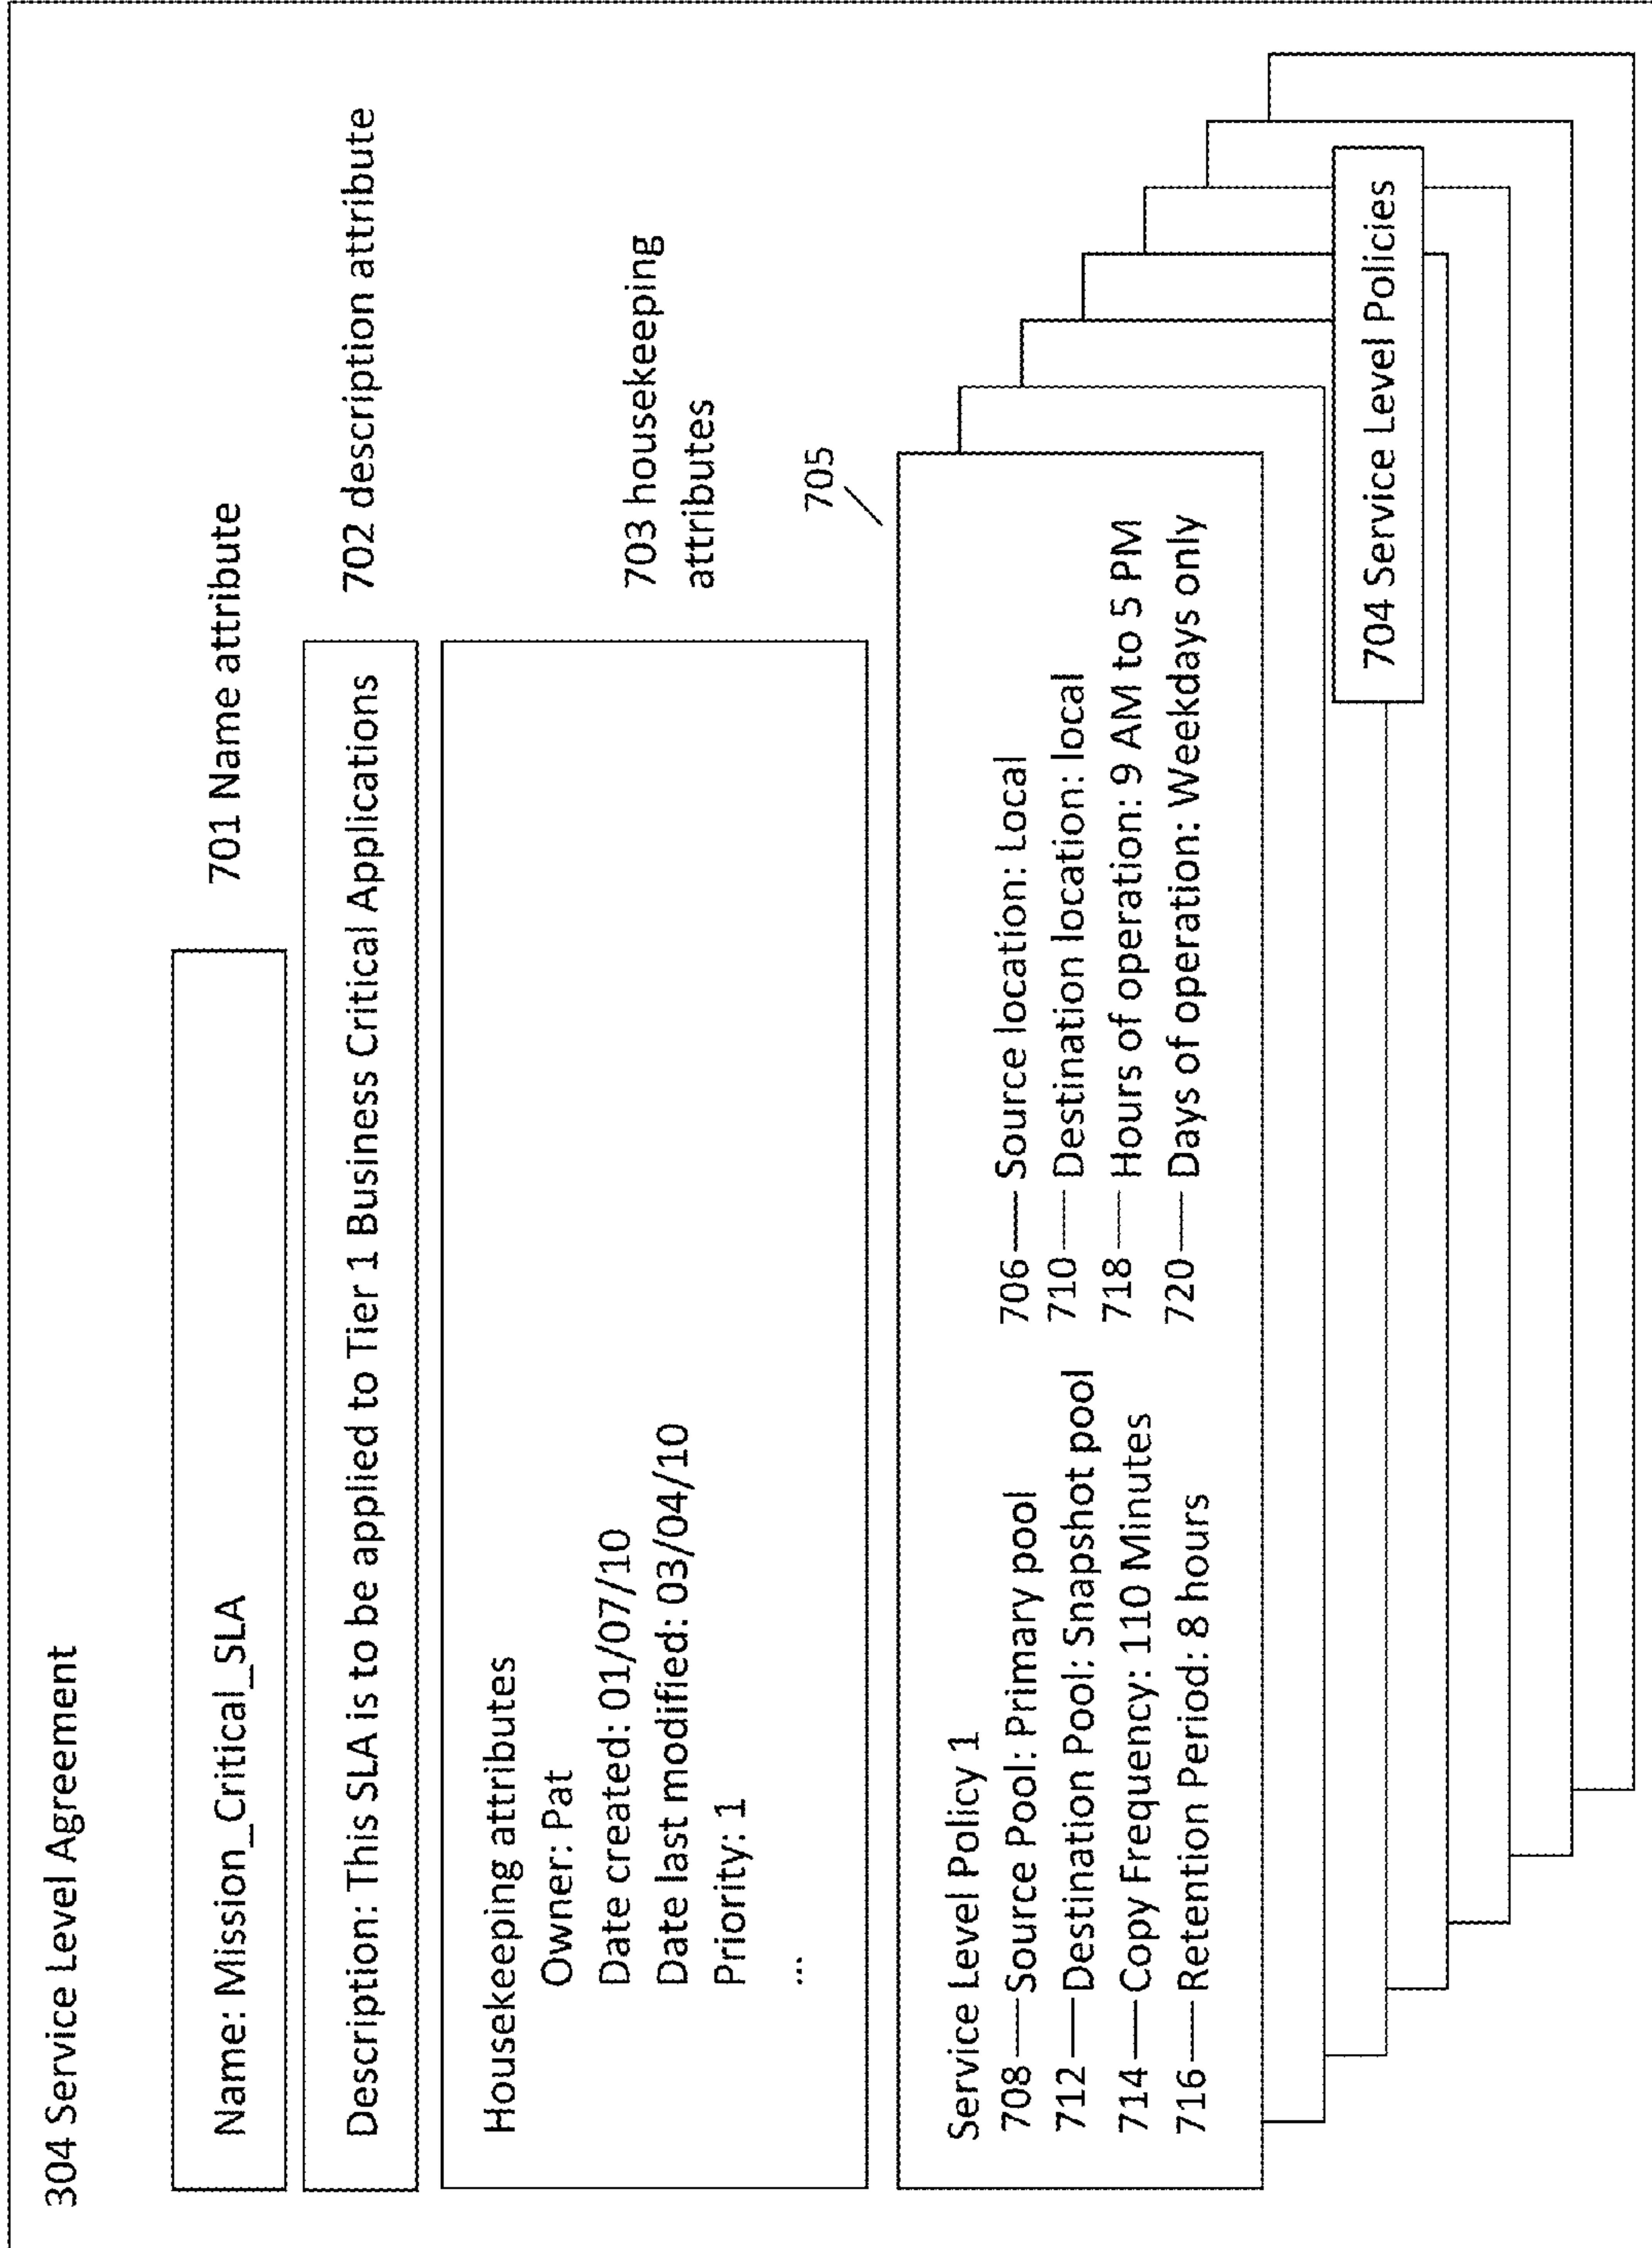 304 Service Level Agreement
Name: Mission_Critical_SLA
701 Name attribute
Description: This SLA is to be applied to Tier 1 Business Critical Applications
702 description attribute
Housekeeping attributes
Owner: Pat
Date created: 01/07/10
Date last modified: 03/04/10
Priority: 1
...
703 housekeeping
attributes
705
Service Level Policy 1
708 Source Pool: Primary pool
712 Destination Pool: Snapshot pool
714 Copy Frequency: 110 Minutes
716 Retention Period: 8 hours
706 Source location: Local
710 Destination location: local
718 Hours of operation: 9 AM to 5 PM
720 Days of operation: Weekdays only
704 Service Level Policies